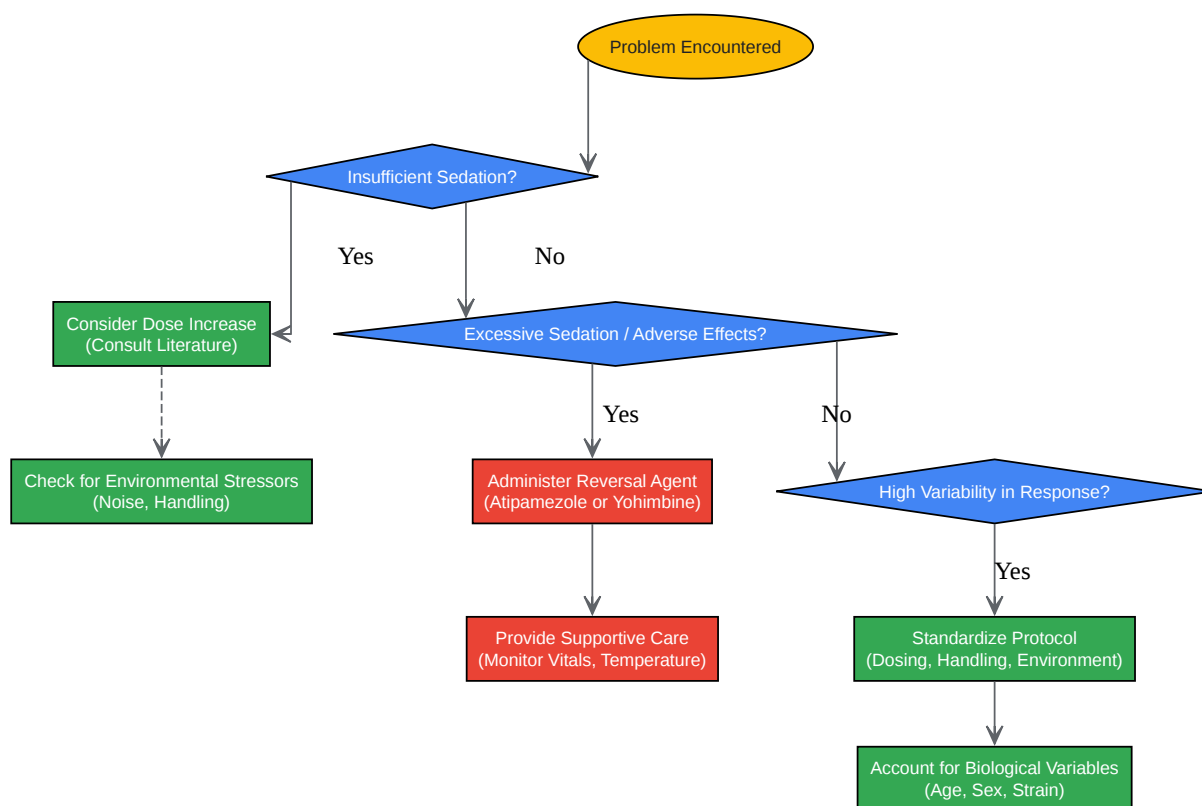 Problem Encountered
Insufficient Sedation?
Yes
No
Consider Dose Increase
(Consult Literature)
Excessive Sedation / Adverse Effects?
Yes
No
Check for Environmental Stressors
(Noise, Handling)
Administer Reversal Agent
(Atipamezole or Yohimbine)
High Variability in Response?
Yes
Provide Supportive Care
(Monitor Vitals, Temperature)
Standardize Protocol
(Dosing, Handling, Environment)
Account for Biological Variables
(Age, Sex, Strain)